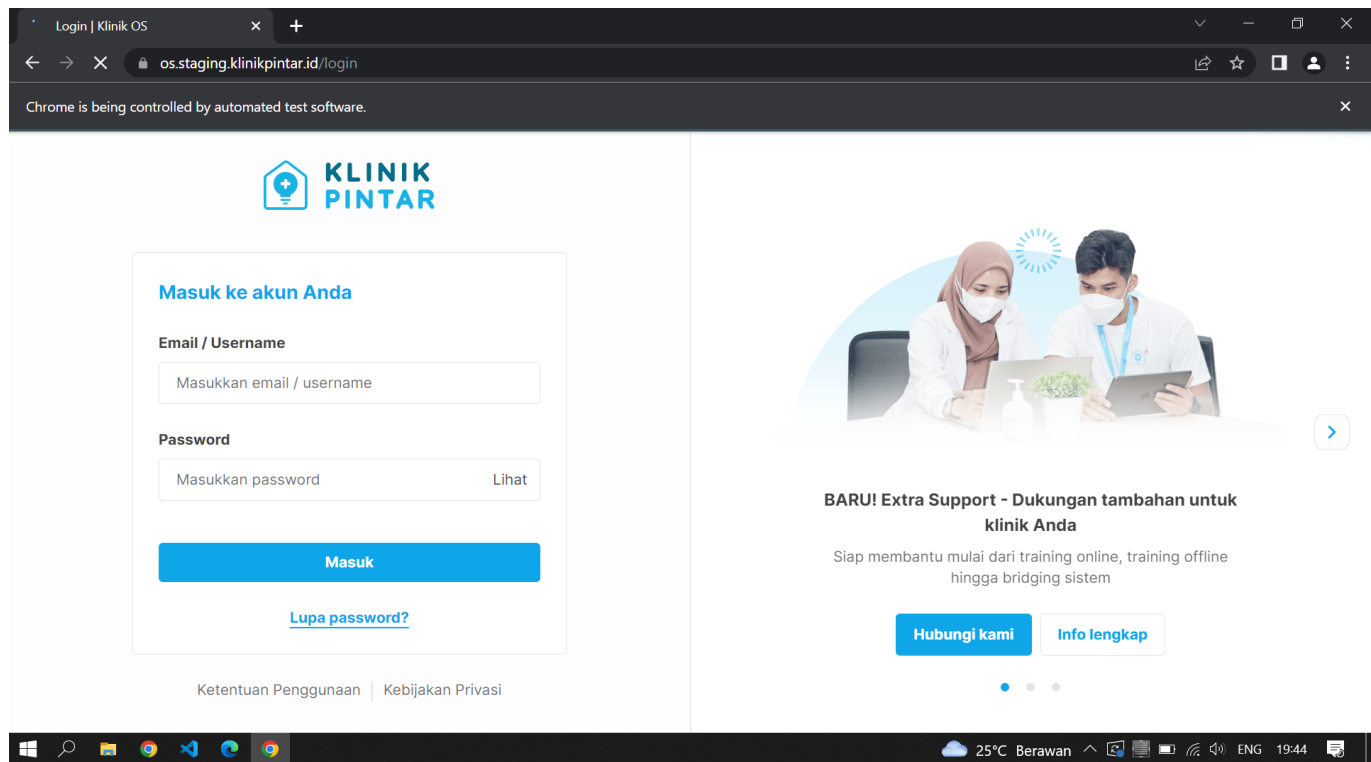 Login | Klinik OS
os.staging.klinikpintar.id/login
Chrome is being controlled by automated test software.
KLINIK
PINTAR
Masuk ke akun Anda
Email / Username
Masukkan email / username
Password
Masukkan password Lihat
Masuk
Lupa password?
Ketentuan Penggunaan Kebijakan Privasi
BARU! Extra Support - Dukungan tambahan untuk
klinik Anda
Siap membantu mulai dari training online, training offline
hingga bridging sistem
Hubungi kami Info lengkap
25°C Berawan ENG 19:44